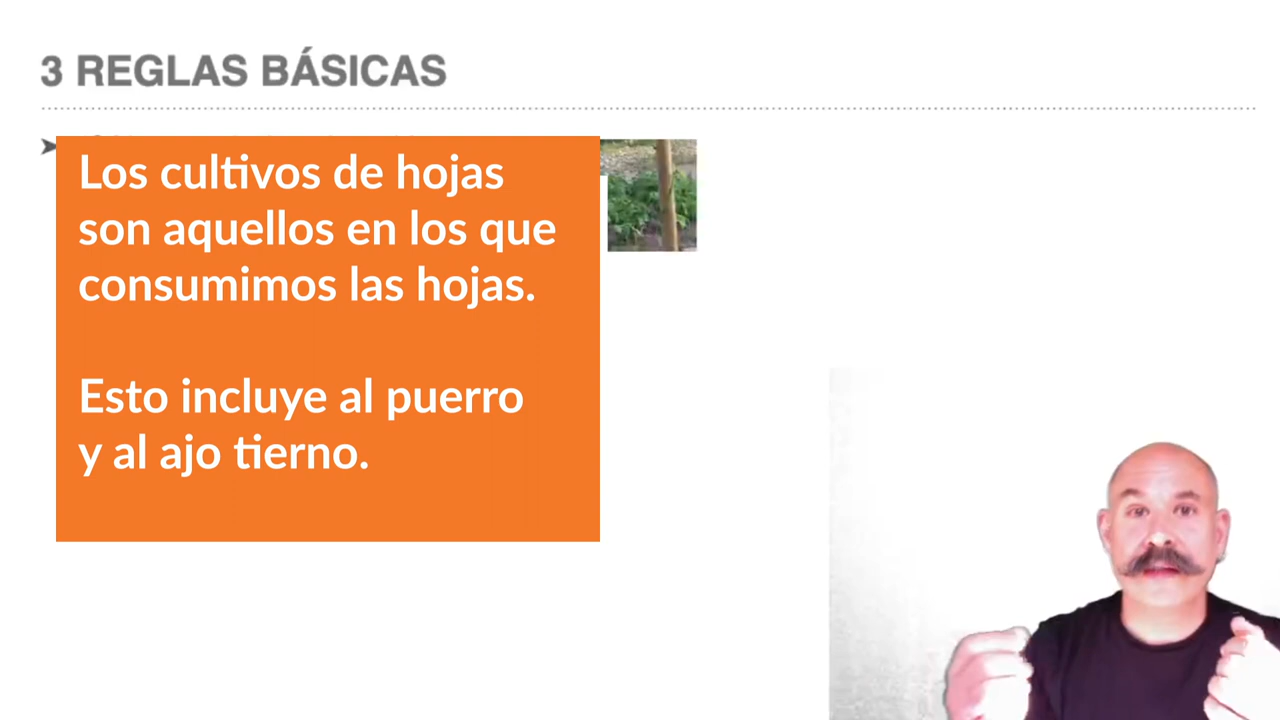 3 REGLAS BÁSICAS
Los cultivos de hojas
son aquellos en los que
consumimos las hojas.
Esto incluye al puerro
y al ajo tierno.